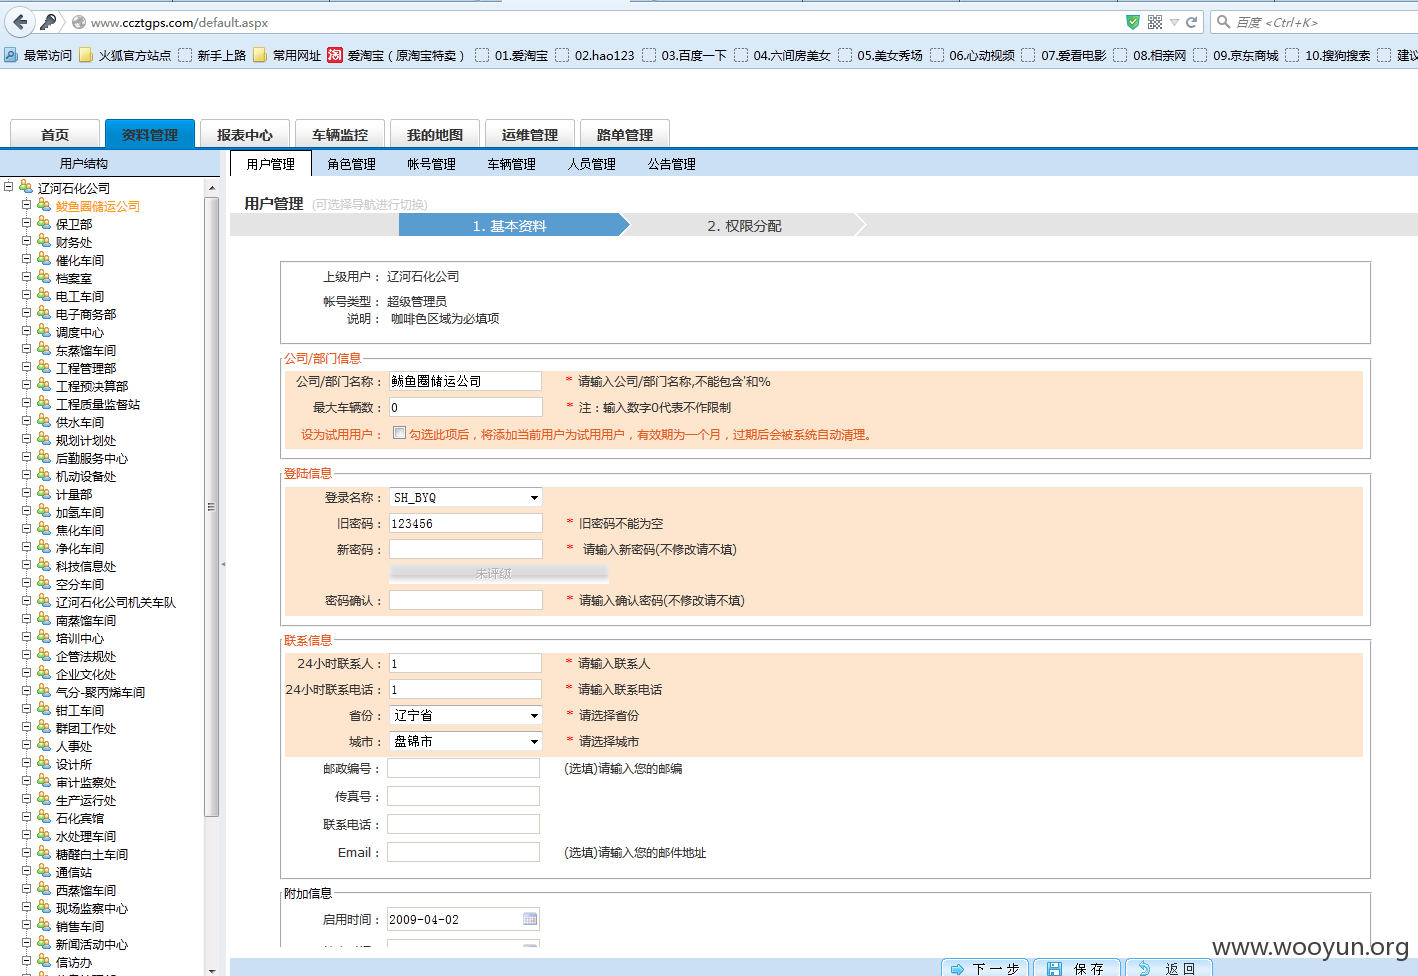 www.ccztgps.com/default.aspx
百度 <Ctrl+K>
最常访问 火狐官方站点 新手上路 常用网址 淘 爱淘宝（原淘宝特卖） 01.爱淘宝 02.hao123 03.百度一下 04.六间房美女 05.美女秀场 06.心动视频 07.爱看电影 08.相亲网 09.京东商城 10.搜狗搜索 建议
首页 资料管理 报表中心 车辆监控 我的地图 运维管理 路单管理
用户结构
用户管理 角色管理 帐号管理 车辆管理 人员管理 公告管理
辽河石化公司
鲅鱼圈储运公司
保卫部
财务处
催化车间
档案室
电工车间
电子商务部
调度中心
东蒸馏车间
工程管理部
工程预决算部
工程质量监督站
供水车间
规划计划处
后勤服务中心
机动设备处
计量部
加氢车间
焦化车间
净化车间
科技信息处
空分车间
辽河石化公司机关车队
南蒸馏车间
培训中心
企管法规处
企业文化处
气分-聚丙烯车间
钳工车间
群团工作处
人事处
设计所
审计监察处
生产运行处
石化宾馆
水处理车间
糖醛白土车间
通信站
西蒸馏车间
现场监察中心
销售车间
新闻活动中心
信访办
用户管理 (可选择导航进行切换)
1. 基本资料 2. 权限分配
上级用户： 辽河石化公司
帐号类型： 超级管理员
说明： 咖啡色区域为必填项
公司/部门信息
公司/部门名称： 鲅鱼圈储运公司 * 请输入公司/部门名称,不能包含'和%
最大车辆数： 0 * 注：输入数字0代表不作限制
设为试用用户： 勾选此项后，将添加当前用户为试用用户，有效期为一个月，过期后会被系统自动清理。
登陆信息
登录名称： SH_BYQ
旧密码： 123456 * 旧密码不能为空
新密码： * 请输入新密码(不修改请不填)
未评级
密码确认： * 请输入确认密码(不修改请不填)
联系信息
24小时联系人： 1 * 请输入联系人
24小时联系电话： 1 * 请输入联系电话
省份： 辽宁省 * 请选择省份
城市： 盘锦市 * 请选择城市
邮政编号： (选填)请输入您的邮编
传真号：
联系电话：
Email： (选填)请输入您的邮件地址
附加信息
启用时间： 2009-04-02
下一步 保存 返回
www.wooyun.org